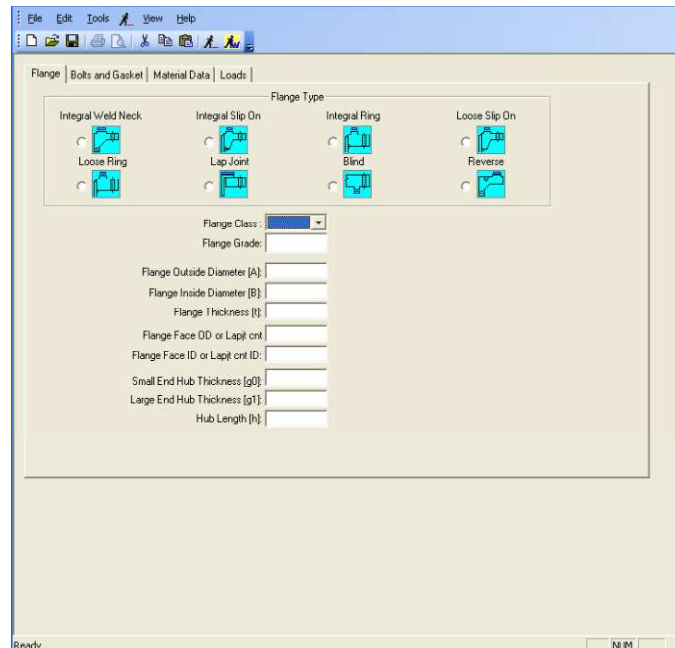 File Edit Tools View Help
Flange Bolts and Gasket Material Data Loads
Flange Type
Integral Weld Neck Integral Slip On Integral Ring Loose Slip On
Loose Ring Lap Joint Blind Reverse
Flange Class :
Flange Grade:
Flange Outside Diameter [A]:
Flange Inside Diameter [B]:
Flange Thickness [t]:
Flange Face OD or Lapjt cnt
Flange Face ID or Lapjt cnt ID:
Small End Hub Thickness [g0]:
Large End Hub Thickness [g1]:
Hub Length [h]:
Ready NUM